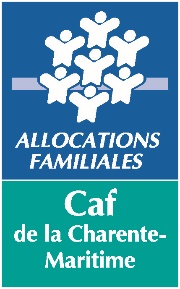 ALLOCATIONS
FAMILIALES
Caf
de la Charente-
Maritime